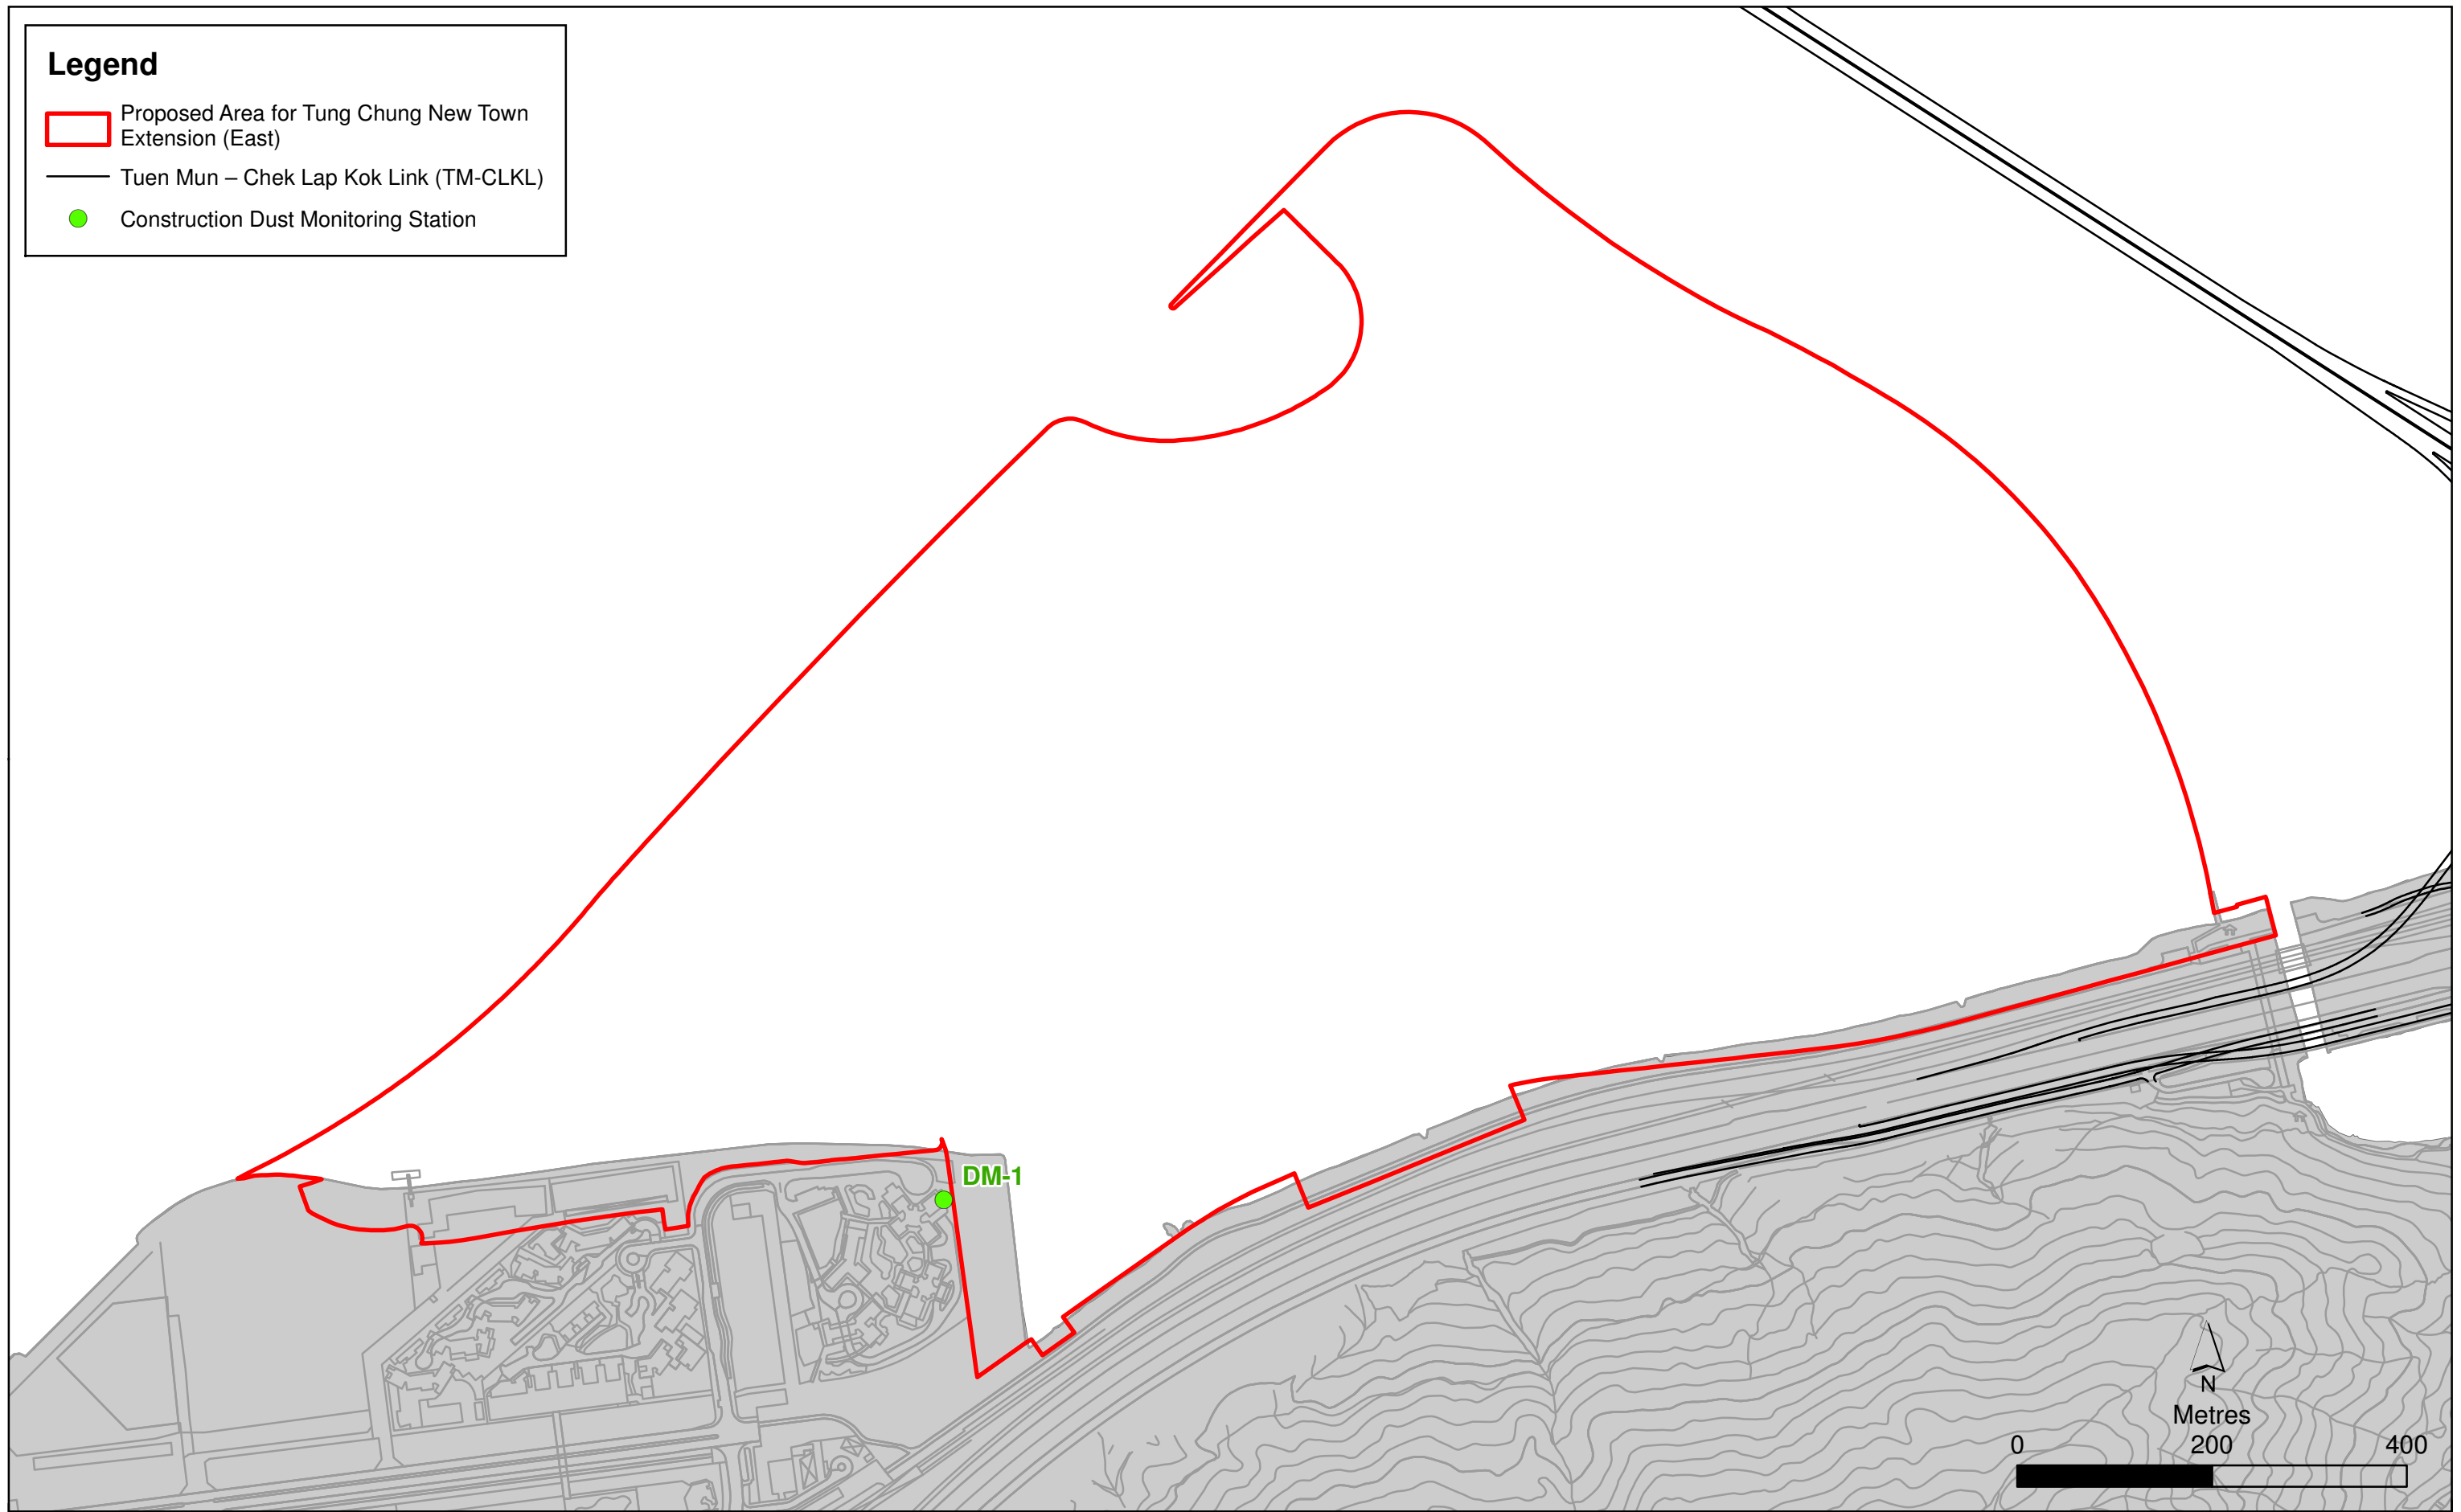 Legend
Proposed Area for Tung Chung New Town
Extension (East)
Tuen Mun – Chek Lap Kok Link (TM-CLKL)
Construction Dust Monitoring Station
DM-1
N
Metres
0 200 400